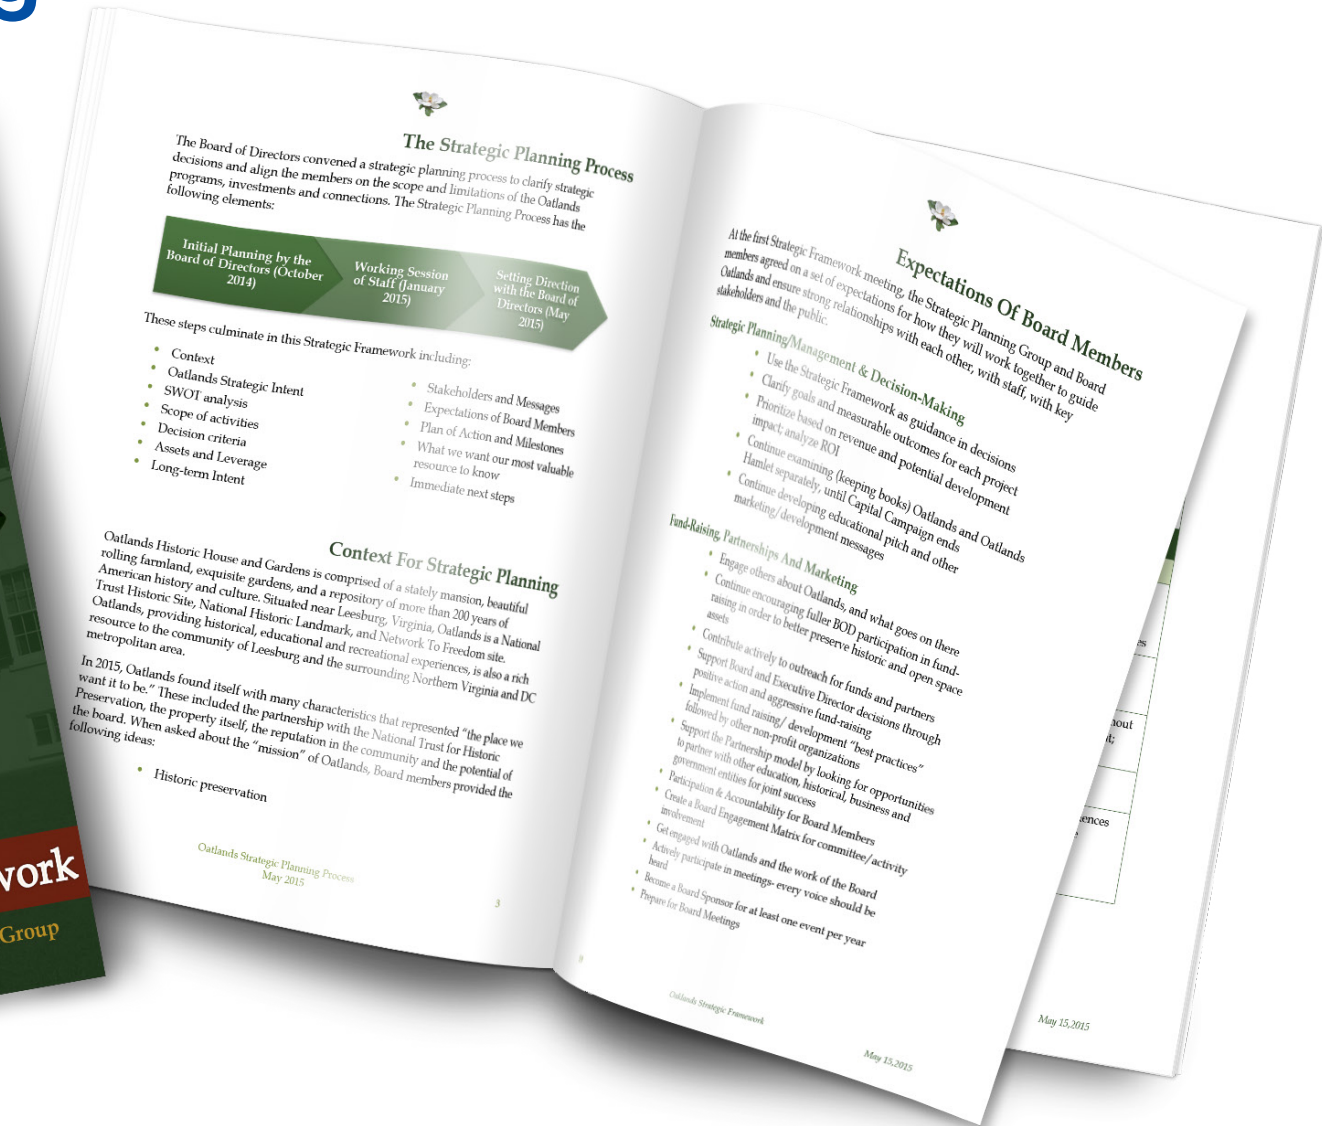 The Strategic Planning Process
The Board of Directors convened a strategic planning process to clarify strategic
decisions and align the members on the scope and limitations of the Oatlands
programs, investments and connections. The Strategic Planning Process has the
following elements:
Initial Planning by the
Board of Directors (October
2014)
Working Session
of Staff (January
2015)
Setting Direction
with the Board of
Directors (May
2015)
These steps culminate in this Strategic Framework including:
• Context
• Oatlands Strategic Intent
• SWOT analysis
• Scope of activities
• Decision criteria
• Assets and Leverage
• Long-term Intent
• Stakeholders and Messages
• Expectations of Board Members
• Plan of Action and Milestones
• What we want our most valuable
resource to know
• Immediate next steps
Context For Strategic Planning
Oatlands Historic House and Gardens is comprised of a stately mansion, beautiful
rolling farmland, exquisite gardens, and a repository of more than 200 years of
American history and culture. Situated near Leesburg, Virginia, Oatlands is a National
Trust Historic Site, National Historic Landmark, and Network To Freedom site.
Oatlands, providing historical, educational and recreational experiences, is also a rich
resource to the community of Leesburg and the surrounding Northern Virginia and DC
metropolitan area.
In 2015, Oatlands found itself with many characteristics that represented “the place we
want it to be.” These included the partnership with the National Trust for Historic
Preservation, the property itself, the reputation in the community and the potential of
the board. When asked about the “mission” of Oatlands, Board members provided the
following ideas:
• Historic preservation
Oatlands Strategic Planning Process
May 2015
3
Expectations Of Board Members
At the first Strategic Framework meeting, the Strategic Planning Group and Board
members agreed on a set of expectations for how they will work together to guide
Oatlands and ensure strong relationships with each other, with staff, with key
stakeholders and the public.
Strategic Planning/Management & Decision-Making
• Use the Strategic Framework as guidance in decisions
• Clarify goals and measurable outcomes for each project
• Prioritize based on revenue and potential development
impact; analyze ROI
• Continue examining (keeping books) Oatlands and Oatlands
Hamlet separately, until Capital Campaign ends
• Continue developing educational pitch and other
marketing/development messages
Fund-Raising, Partnerships And Marketing
• Engage others about Oatlands, and what goes on there
• Continue encouraging fuller BOD participation in fund-
raising in order to better preserve historic and open space
assets
• Contribute actively to outreach for funds and partners
• Support Board and Executive Director decisions through
positive action and aggressive fund-raising
• Implement fund raising/ development “best practices”
followed by other non-profit organizations
• Support the Partnership model by looking for opportunities
to partner with other education, historical, business and
government entities for joint success
• Participation & Accountability for Board Members
• Create a Board Engagement Matrix for committee/activity
involvement
• Get engaged with Oatlands and the work of the Board
• Actively participate in meetings- every voice should be
heard
• Become a Board Sponsor for at least one event per year
• Prepare for Board Meetings
Oatlands Strategic Framework
May 15,2015
May 15,2015
Group